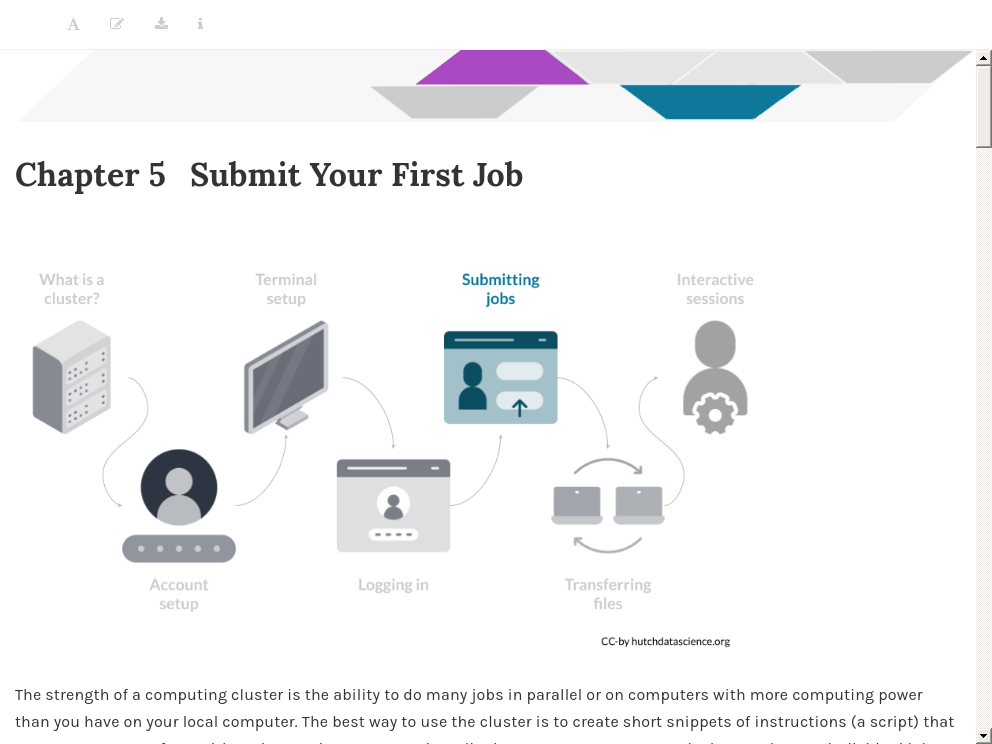 A
i
Chapter 5 Submit Your First Job
What is a
cluster?
Terminal
setup
Submitting
jobs
Interactive
sessions
Account
setup
Logging in
Transferring
files
CC-by hutchdatascience.org
The strength of a computing cluster is the ability to do many jobs in parallel or on computers with more computing power
than you have on your local computer. The best way to use the cluster is to create short snippets of instructions (a script) that